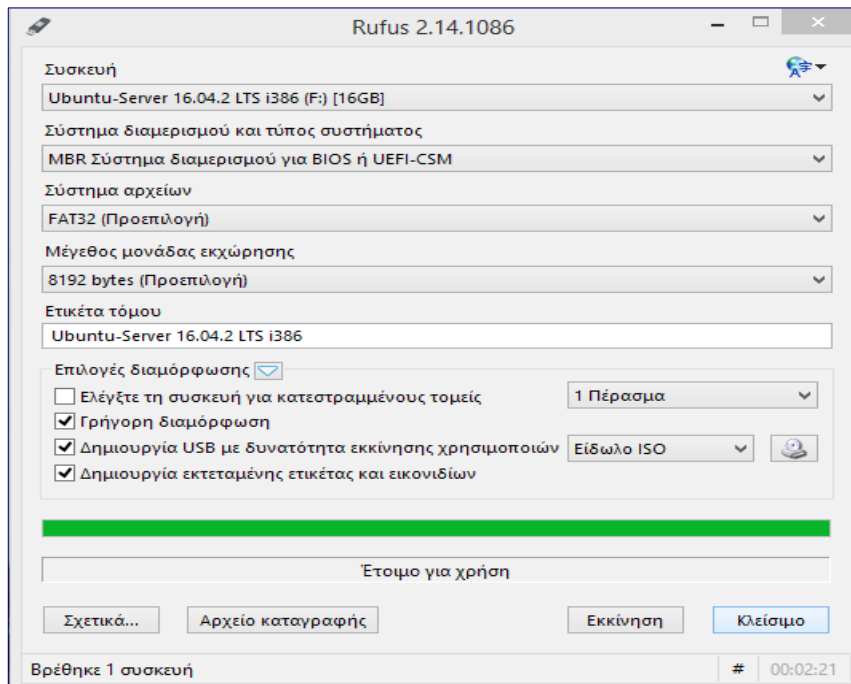 Rufus 2.14.1086
Συσκευή
Ubuntu-Server 16.04.2 LTS i386 (F:) [16GB]
Σύστημα διαμερισμού και τύπος συστήματος
MBR Σύστημα διαμερισμού για BIOS ή UEFI-CSM
Σύστημα αρχείων
FAT32 (Προεπιλογή)
Μέγεθος μονάδας εκχώρησης
8192 bytes (Προεπιλογή)
Ετικέτα τόμου
Ubuntu-Server 16.04.2 LTS i386
Επιλογές διαμόρφωσης
Ελέγξτε τη συσκευή για κατεστραμμένους τομείς 1 Πέρασμα
Γρήγορη διαμόρφωση
Δημιουργία USB με δυνατότητα εκκίνησης χρησιμοποιών Είδωλο ISO
Δημιουργία εκτεταμένης ετικέτας και εικονιδίων
Έτοιμο για χρήση
Σχετικά... Αρχείο καταγραφής Εκκίνηση Κλείσιμο
Βρέθηκε 1 συσκευή # 00:02:21